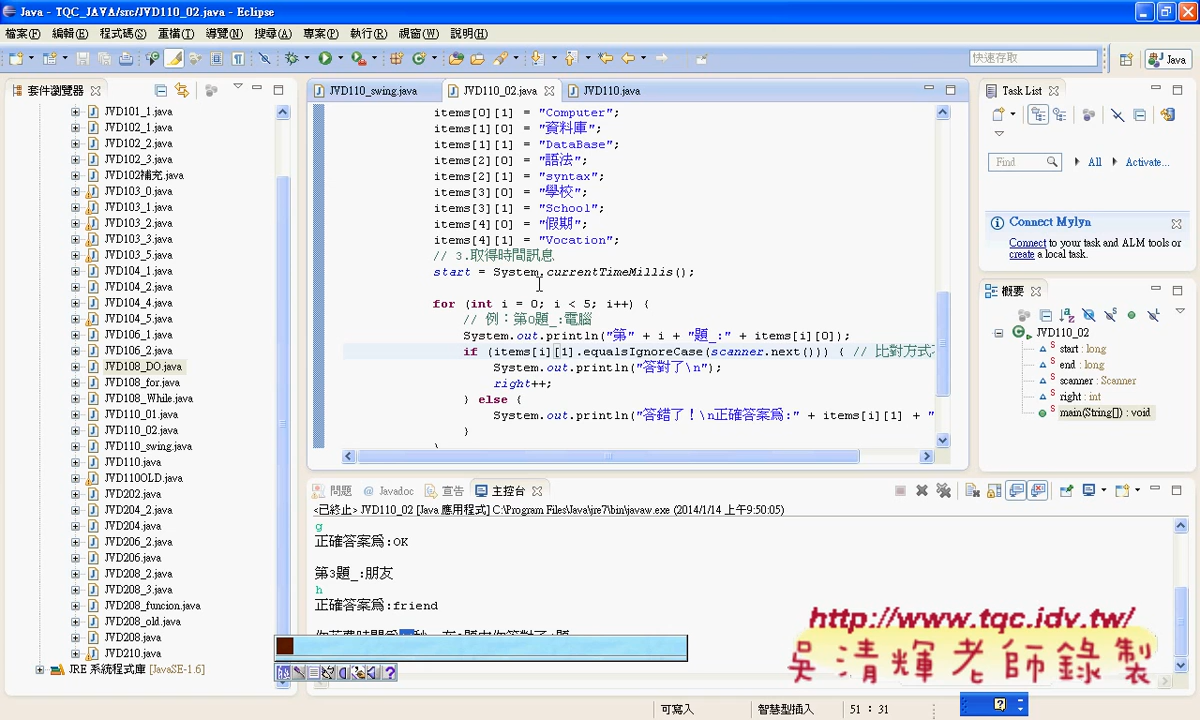 Java - TQC_JAVA/src/JVD110_02.java - Eclipse
檔案(F) 編輯(E) 程式碼(S) 重構(T) 導覽(N) 搜尋(A) 專案(P) 執行(R) 視窗(W) 說明(H)
快速存取
Java
套件瀏覽器
JVD101_1.java
JVD102_1.java
JVD102_2.java
JVD102_3.java
JVD102補充.java
JVD103_0.java
JVD103_1.java
JVD103_2.java
JVD103_3.java
JVD103_5.java
JVD104_1.java
JVD104_2.java
JVD104_4.java
JVD104_5.java
JVD106_1.java
JVD106_2.java
JVD108_DO.java
JVD108_for.java
JVD108_While.java
JVD110_01.java
JVD110_02.java
JVD110_swing.java
JVD110.java
JVD110OLD.java
JVD202.java
JVD204_2.java
JVD204.java
JVD206_2.java
JVD206.java
JVD208_2.java
JVD208_3.java
JVD208_funcion.java
JVD208_old.java
JVD208.java
JVD210.java
JRE 系統程式庫 [JavaSE-1.6]
JVD110_swing.java JVD110_02.java JVD110.java
items[0][1] = "Computer";
items[1][0] = "資料庫";
items[1][1] = "DataBase";
items[2][0] = "語法";
items[2][1] = "syntax";
items[3][0] = "學校";
items[3][1] = "School";
items[4][0] = "假期";
items[4][1] = "Vocation";
// 3.取得時間訊息
start = System.currentTimeMillis();
for (int i = 0; i < 5; i++) {
// 例：第0題_:電腦
System.out.println("第" + i + "題_:" + items[i][0]);
if (items[i][1].equalsIgnoreCase(scanner.next())) { // 比對方式
System.out.println("答對了\n");
right++;
} else {
System.out.println("答錯了！\n正確答案為:" + items[i][1] + "
}
Task List
Find
All
Activate...
Connect Mylyn
Connect to your task and ALM tools or
create a local task.
概要
JVD110_02
start : long
end : long
scanner : Scanner
right : int
main(String[]) : void
問題 @ Javadoc 宣告 主控台
<已終止> JVD110_02 [Java 應用程式] C:\Program Files\Java\jre7\bin\javaw.exe (2014/1/14 上午9:50:05)
g
正確答案為:OK
第3題_:朋友
h
正確答案為:friend
http://www.tqc.idv.tw/
吳清輝老師錄製
可寫入 智慧型插入 51 : 31